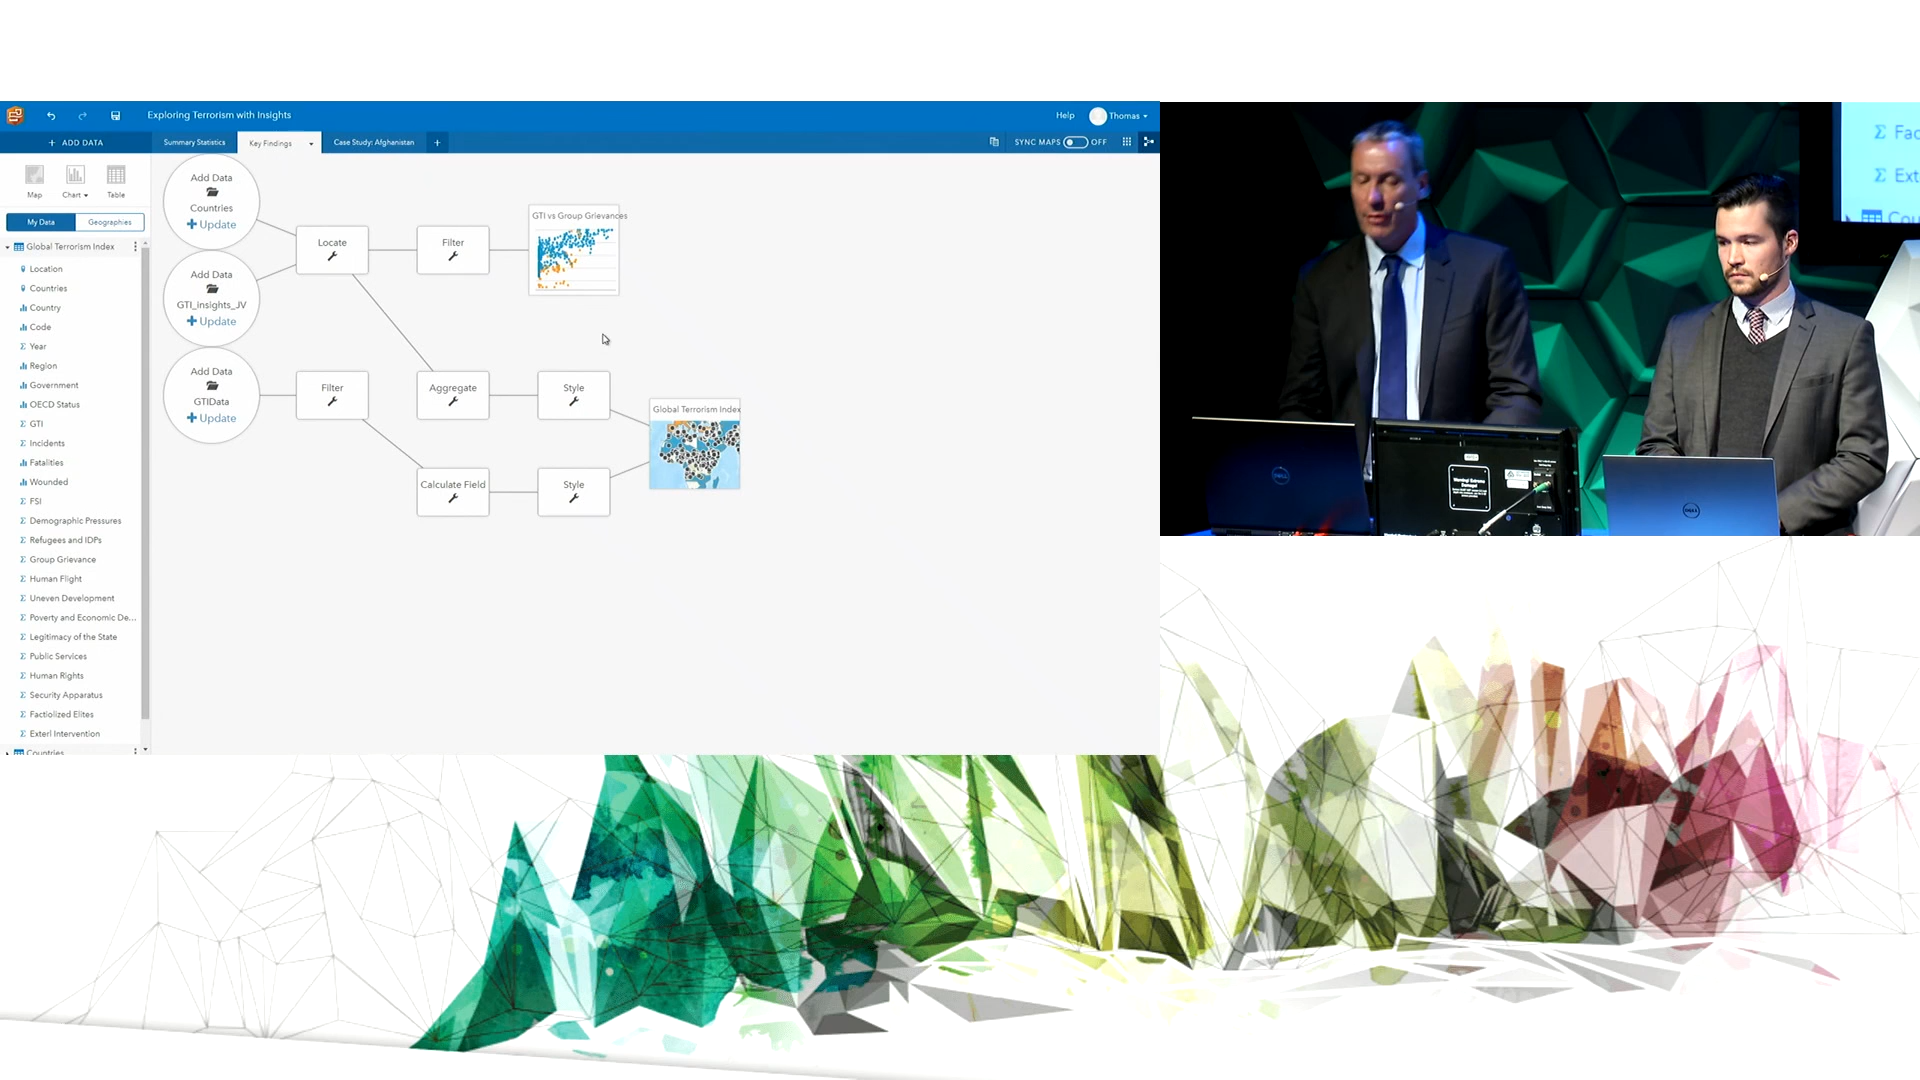 Exploring Terrorism with Insights
Help
Thomas
ADD DATA
Summary Statistics
Key Findings
Case Study: Afghanistan
SYNC MAPS
OFF
Map
Chart
Table
My Data
Geographies
Global Terrorism Index
Location
Countries
Country
Code
Year
Region
Government
OECD Status
GTI
Incidents
Fatalities
Wounded
FSI
Demographic Pressures
Refugees and IDPs
Group Grievance
Human Flight
Uneven Development
Poverty and Economic De...
Legitimacy of the State
Public Services
Human Rights
Security Apparatus
Factiolized Elites
Exterl Intervention
Countries
Add Data
Countries
Update
Add Data
GTI_insights_JV
Update
Add Data
GTIData
Update
Locate
Filter
GTI vs Group Grievances
Filter
Aggregate
Style
Global Terrorism Index
Calculate Field
Style
Σ Fac
Σ Ext
Cou
DELL
DELL